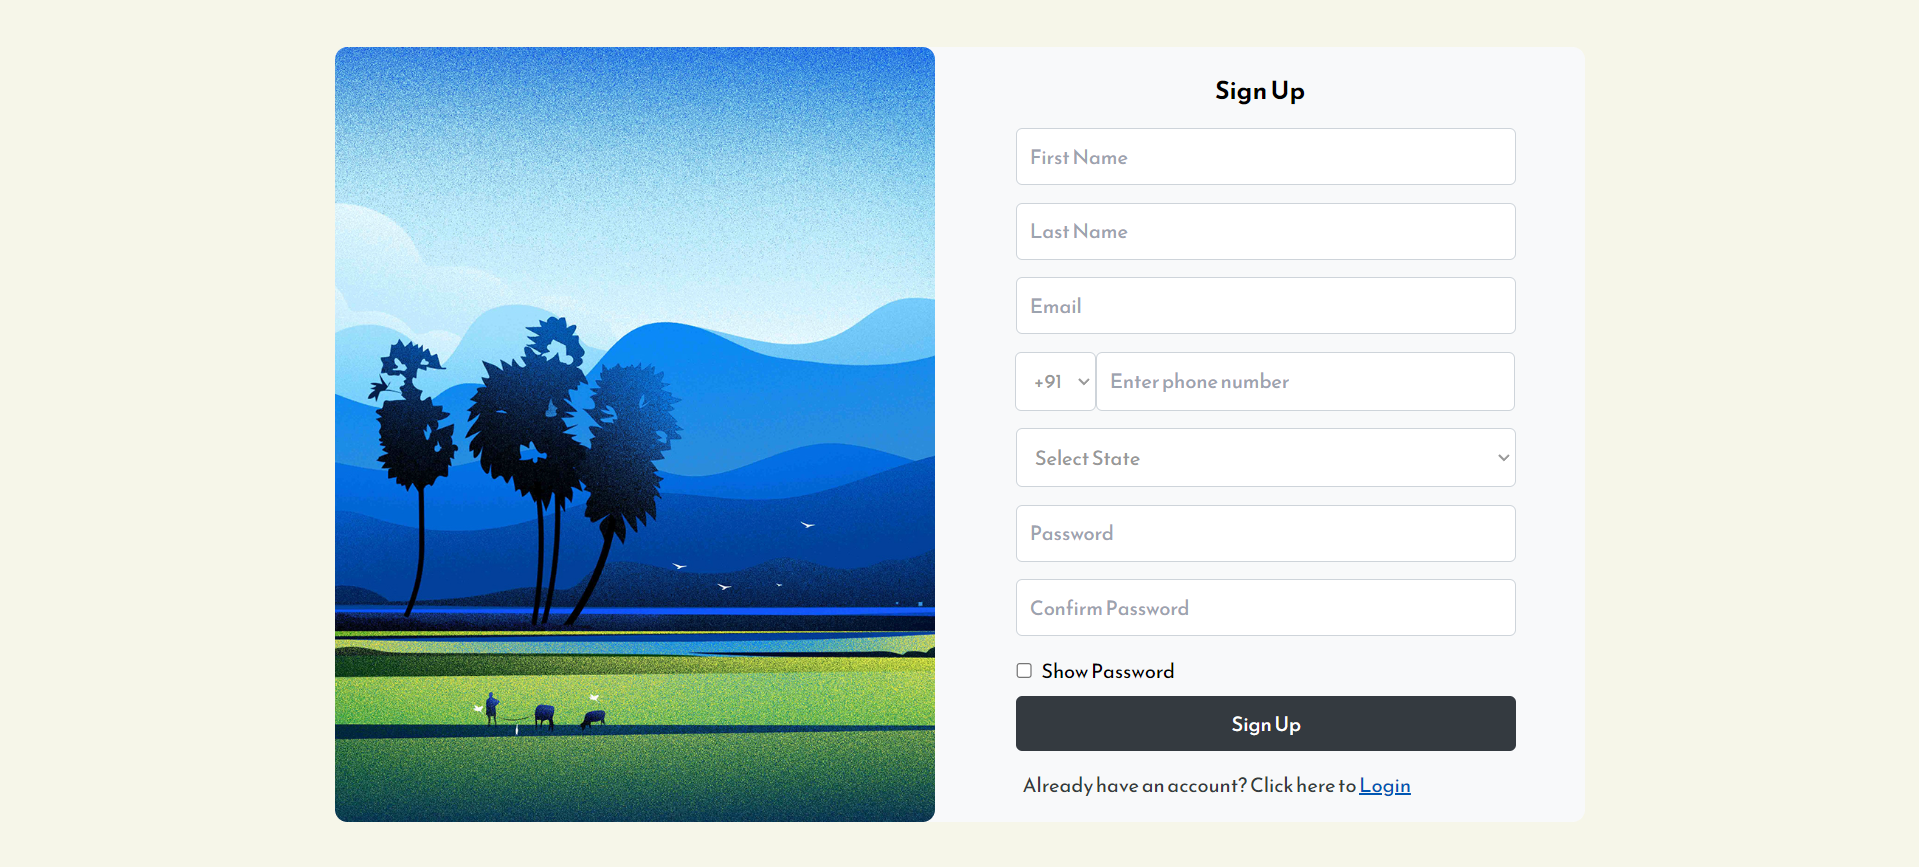 Sign Up
First Name
Last Name
Email
+91 Enter phone number
Select State
Password
Confirm Password
Show Password
Sign Up
Already have an account? Click here to Login